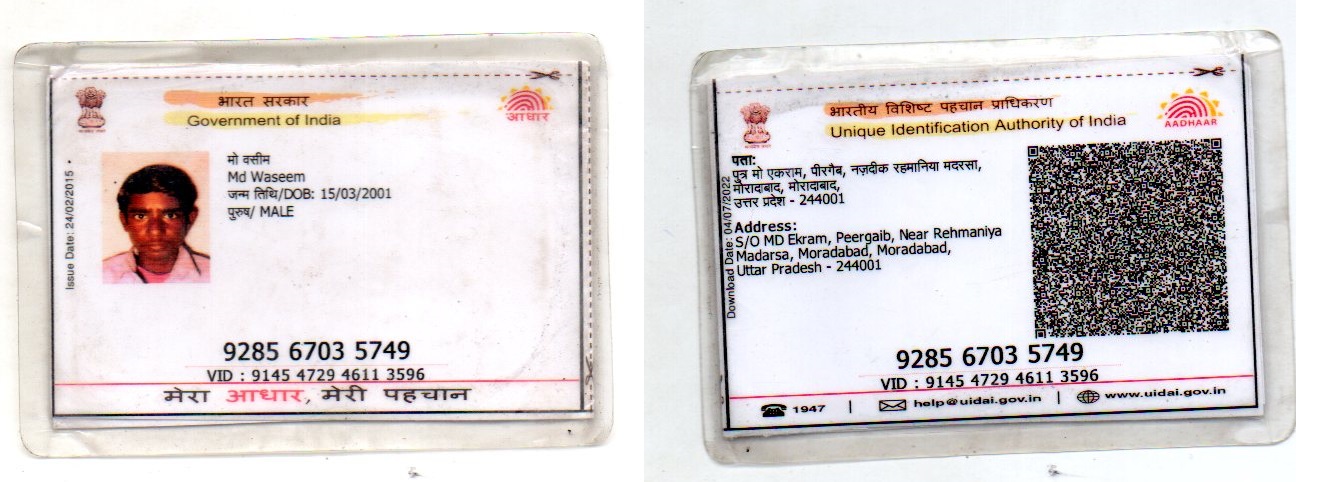 भारत सरकार
Government of India
आधार
Issue Date: 24/02/2015
मो वसीम
Md Waseem
जन्म तिथि/DOB: 15/03/2001
पुरुष/ MALE
9285 6703 5749
VID : 9145 4729 4611 3596
मेरा आधार, मेरी पहचान
भारतीय विशिष्ट पहचान प्राधिकरण
Unique Identification Authority of India
AADHAAR
Download Date: 04/07/2022
पता:
पुत्र मो एकराम, पीरगैब, नज़दीक रहमानिया मदरसा,
मोरादाबाद, मोरादाबाद,
उत्तर प्रदेश - 244001
Address:
S/O MD Ekram, Peergaib, Near Rehmaniya
Madarsa, Moradabad, Moradabad,
Uttar Pradesh - 244001
9285 6703 5749
VID : 9145 4729 4611 3596
1947 | help@uidai.gov.in | www.uidai.gov.in